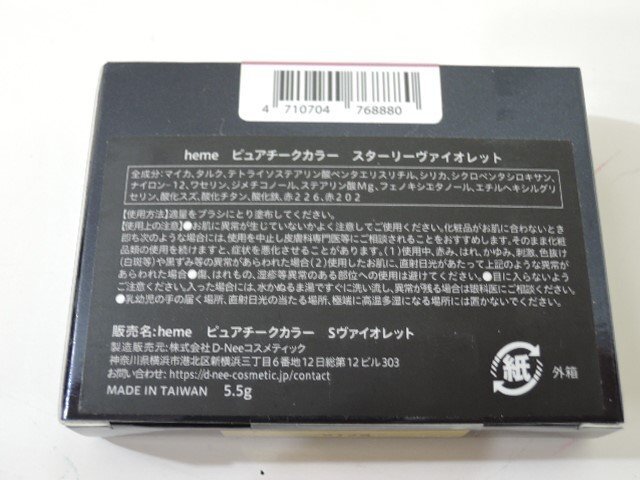 4 710704 768880
heme ピュアチークカラー スターリーヴァイオレット
全成分:マイカ、タルク、テトライソステアリン酸ペンタエリスリチル、シリカ、シクロペンタシロキサン、
ナイロン-12、ワセリン、ジメチコノール、ステアリン酸Mg、フェノキシエタノール、エチルヘキシルグリ
セリン、酸化スズ、酸化チタン、酸化鉄、赤226、赤202
【使用方法】適量をブラシにとり塗布してください。
【使用上の注意】●お肌に異常が生じていないかよく注意してご使用ください。化粧品がお肌に合わないとき
即ち次のような場合には、使用を中止し皮膚科専門医等にご相談されることをおすすめします。そのまま化粧
品類の使用を続けますと、症状を悪化させることがあります。(1)使用中、赤み、はれ、かゆみ、刺激、色抜け
(白斑等)や黒ずみ等の異常があらわれた場合(2)使用したお肌に、直射日光があたって上記のような異常が
あらわれた場合●傷、はれもの、湿疹等異常のある部位への使用は避けてください。●目に入らないよう
ご注意ください。入った場合には、水かぬるま湯ですぐに洗い流し、異常が残る場合は眼科医にご相談ください。
●乳幼児の手の届く場所、直射日光の当たる場所、極端に高温多湿になる場所には置かないでください。
販売名:heme ピュアチークカラー Sヴァイオレット
製造販売元:株式会社D-Neeコスメティック
神奈川県横浜市港北区新横浜三丁目6番地12日総第12ビル303
お問い合わせ:https://d-nee-cosmetic.jp/contact
MADE IN TAIWAN 5.5g
紙 外箱